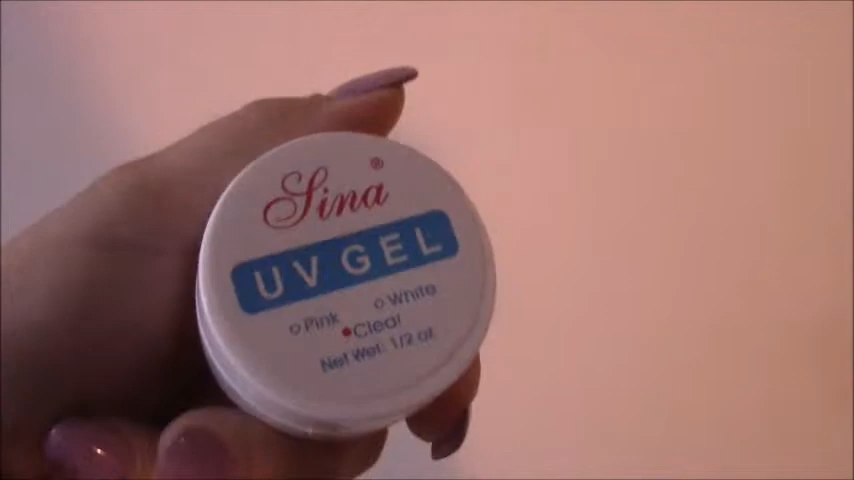 Sina®
UV GEL
Pink White
Clear
Net Wet: 1/2 oz.